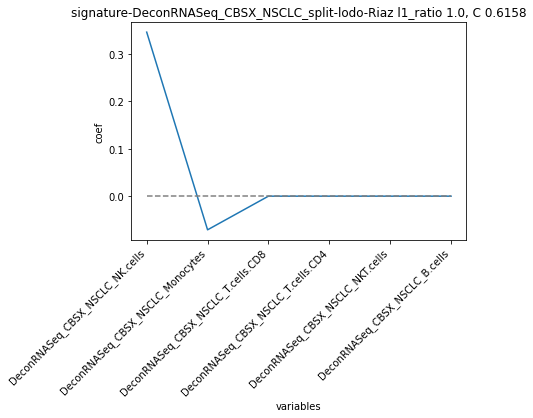 signature-DeconRNASeq_CBSX_NSCLC_split-lodo-Riaz l1_ratio 1.0, C 0.6158
0.3
0.2
0.1
0.0
coef
DeconRNASeq_CBSX_NSCLC_NK.cells
DeconRNASeq_CBSX_NSCLC_Monocytes
DeconRNASeq_CBSX_NSCLC_T.cells.CD8
DeconRNASeq_CBSX_NSCLC_T.cells.CD4
DeconRNASeq_CBSX_NSCLC_NKT.cells
DeconRNASeq_CBSX_NSCLC_B.cells
variables